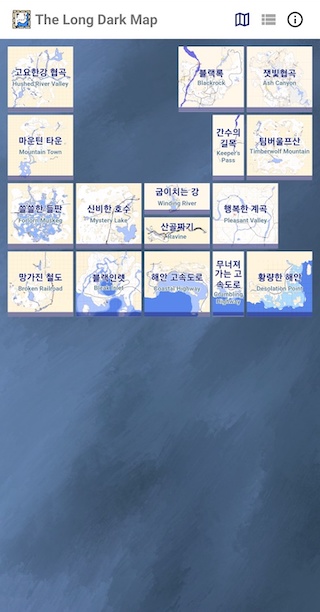 The Long Dark Map
고요한강 협곡
Hushed River Valley
블랙록
Blackrock
잿빛협곡
Ash Canyon
마운틴 타운
Mountain Town
간수의
길목
Keeper's
Pass
팀버울프산
Timberwolf Mountain
쓸쓸한 들판
Forlorn Muskeg
신비한 호수
Mystery Lake
굽이치는 강
Winding River
산골짜기
Ravine
행복한 계곡
Pleasant Valley
망가진 철도
Broken Railroad
블랙인렛
Bleak Inlet
해안 고속도로
Coastal Highway
무너져
가는 고
속도로
Crumbling
Highway
황량한 해안
Desolation Point